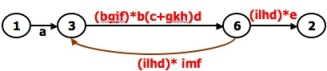 (bgif)*b(c+gkh)d
(ilhd)*e
1
a
3
6
2
(ilhd)* imf